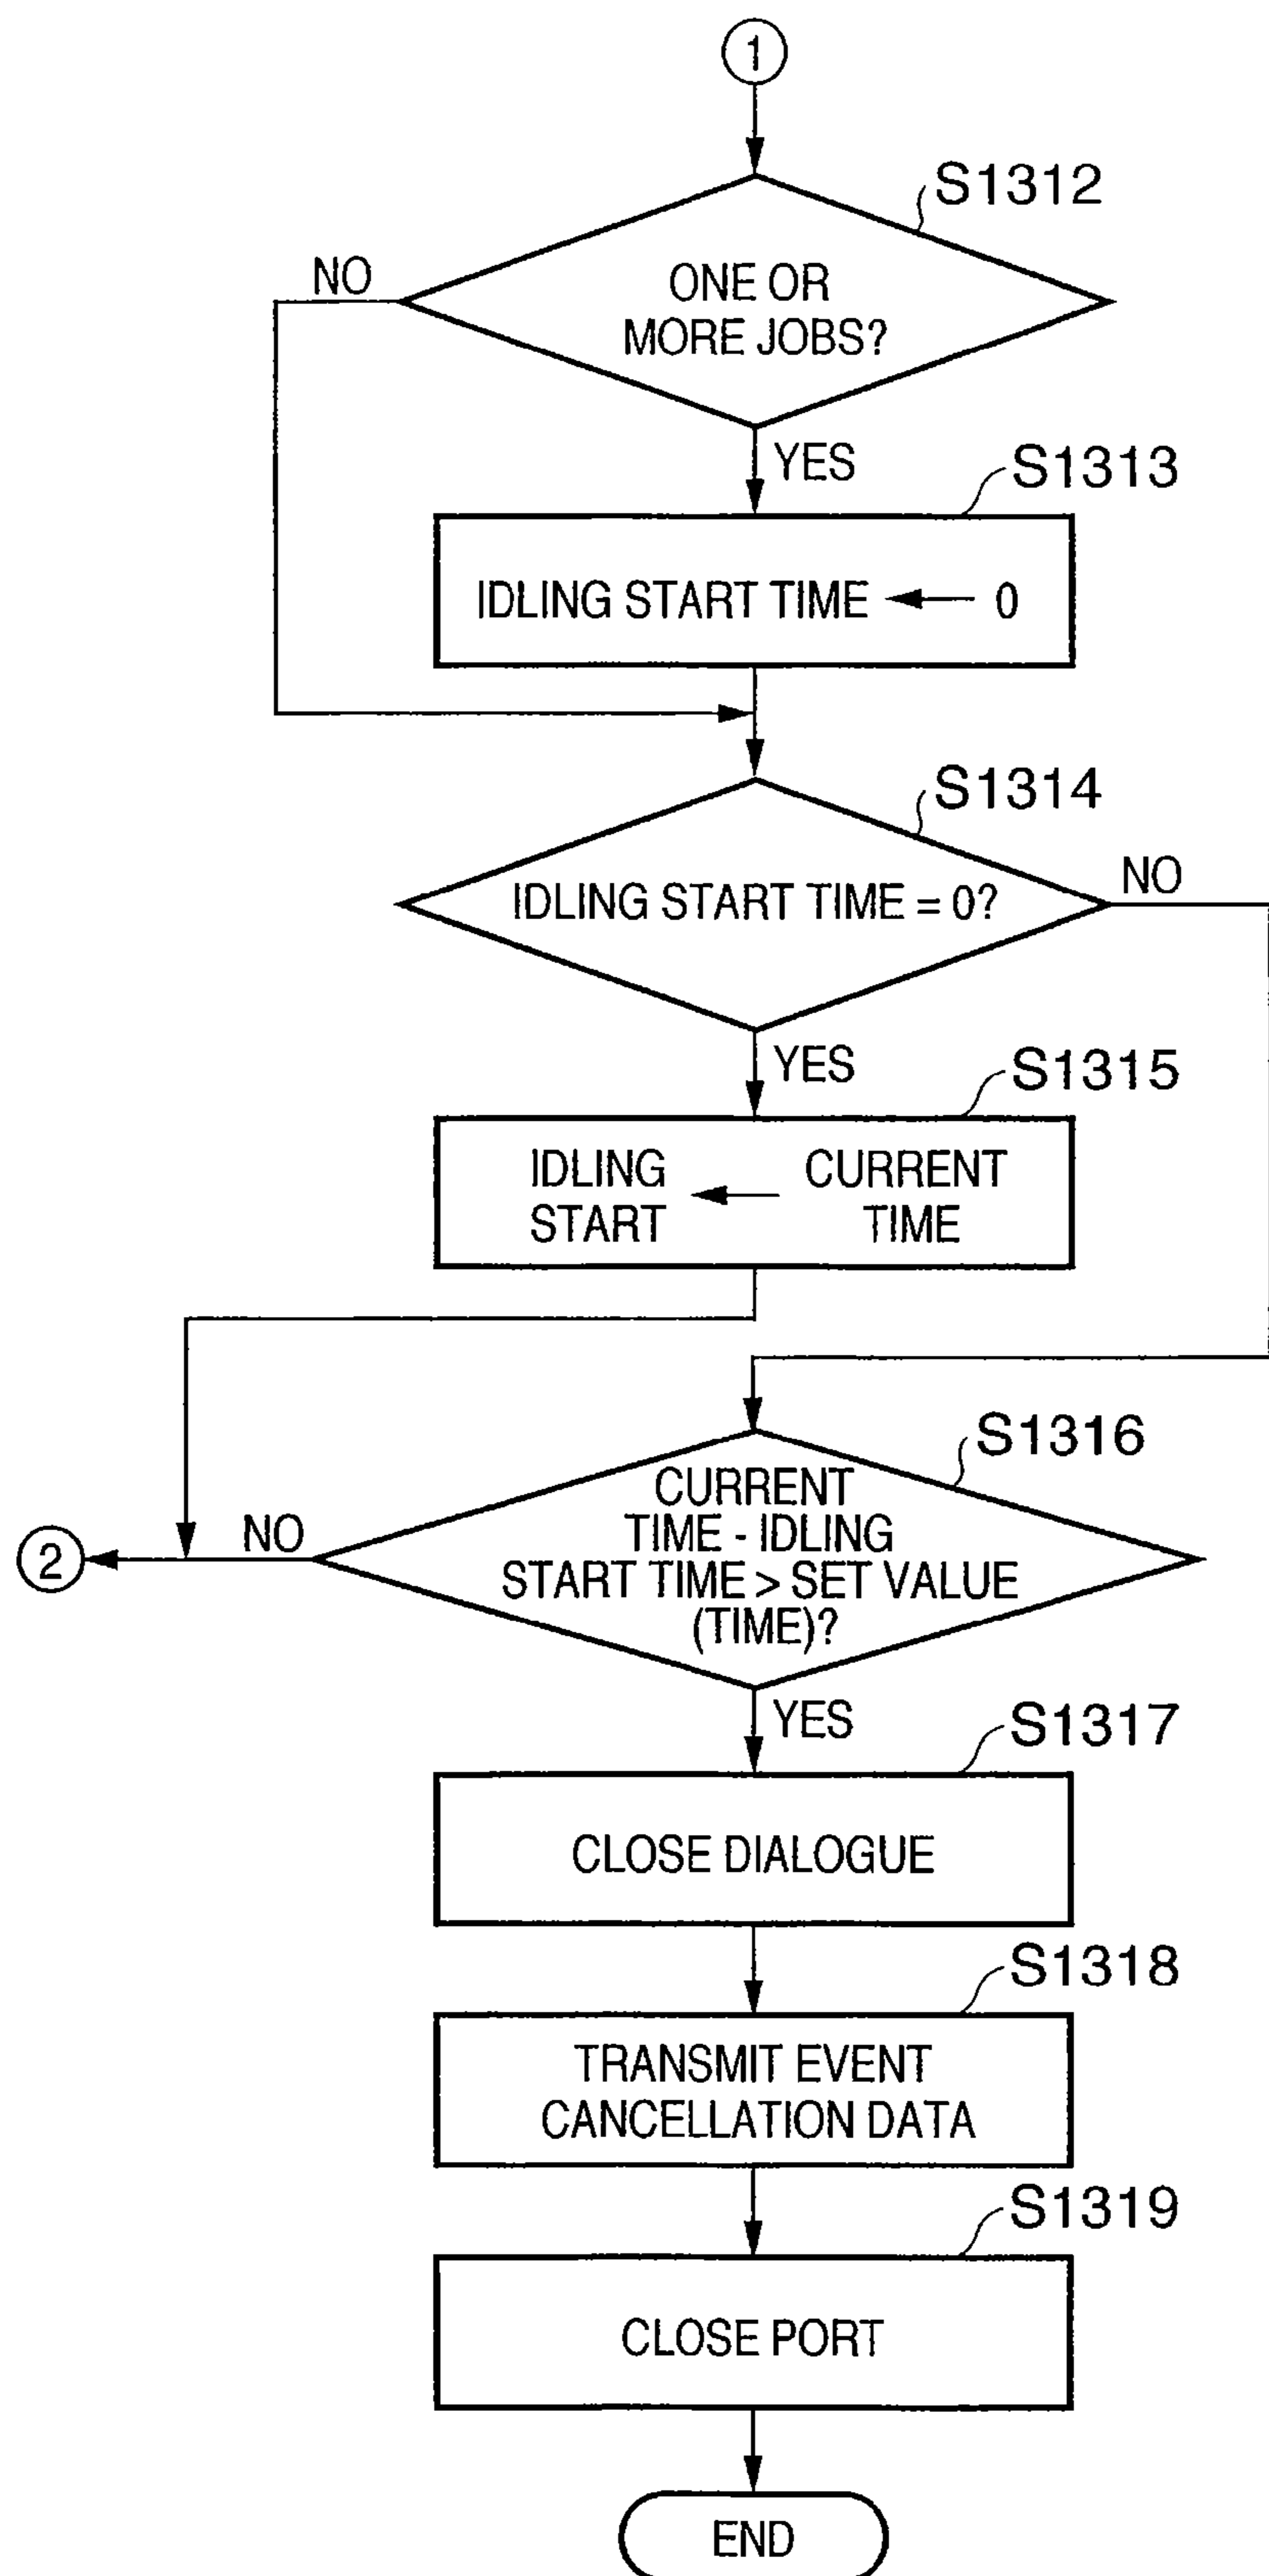 1
S1312
NO
ONE OR
MORE JOBS?
YES
S1313
IDLING START TIME ← 0
S1314
IDLING START TIME = 0?
NO
YES
S1315
IDLING
START
←
CURRENT
TIME
S1316
CURRENT
TIME - IDLING
START TIME > SET VALUE
(TIME)?
NO
2
YES
S1317
CLOSE DIALOGUE
S1318
TRANSMIT EVENT
CANCELLATION DATA
S1319
CLOSE PORT
END